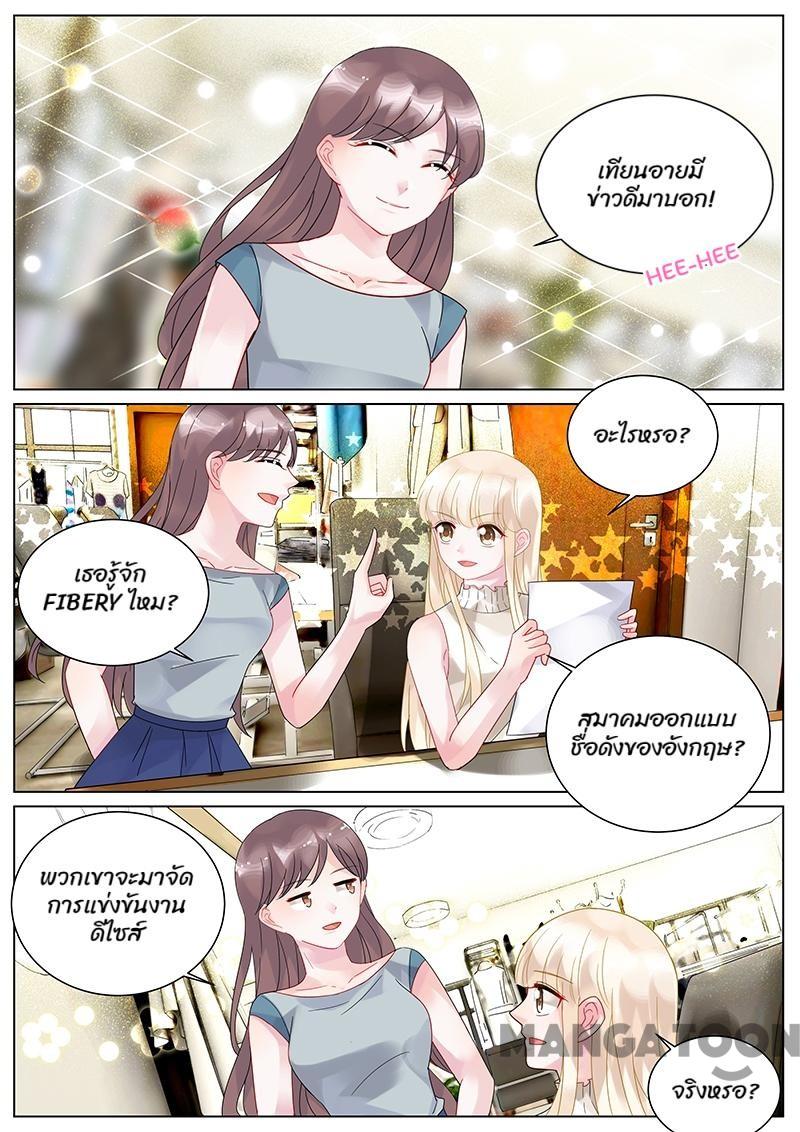 เทียนอายมี
ข่าวดีมาบอก!
HEE-HEE
อะไรหรอ?
เธอรู้จัก
FIBERY ไหม?
สมาคมออกแบบ
ชื่อดังของอังกฤษ?
พวกเขาจะมาจัด
การแข่งขันงาน
ดีไซส์
MANGATOON
จริงหรอ?